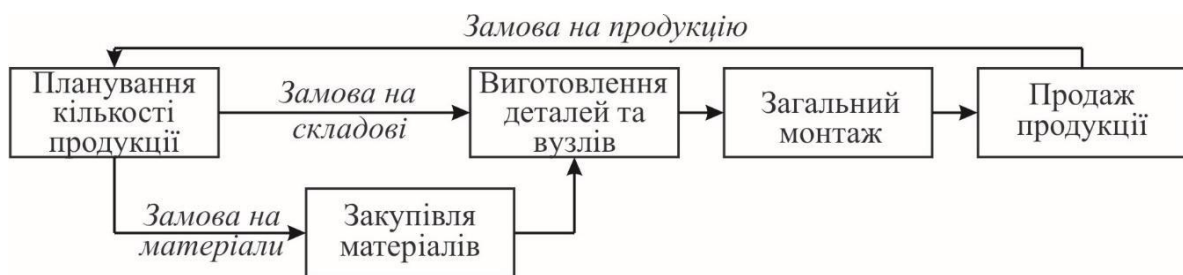 Замова на продукцію
Планування
кількості
продукції
Замова на
складові
Виготовлення
деталей та
вузлів
Загальний
монтаж
Продаж
продукції
Замова на
матеріали
Закупівля
матеріалів